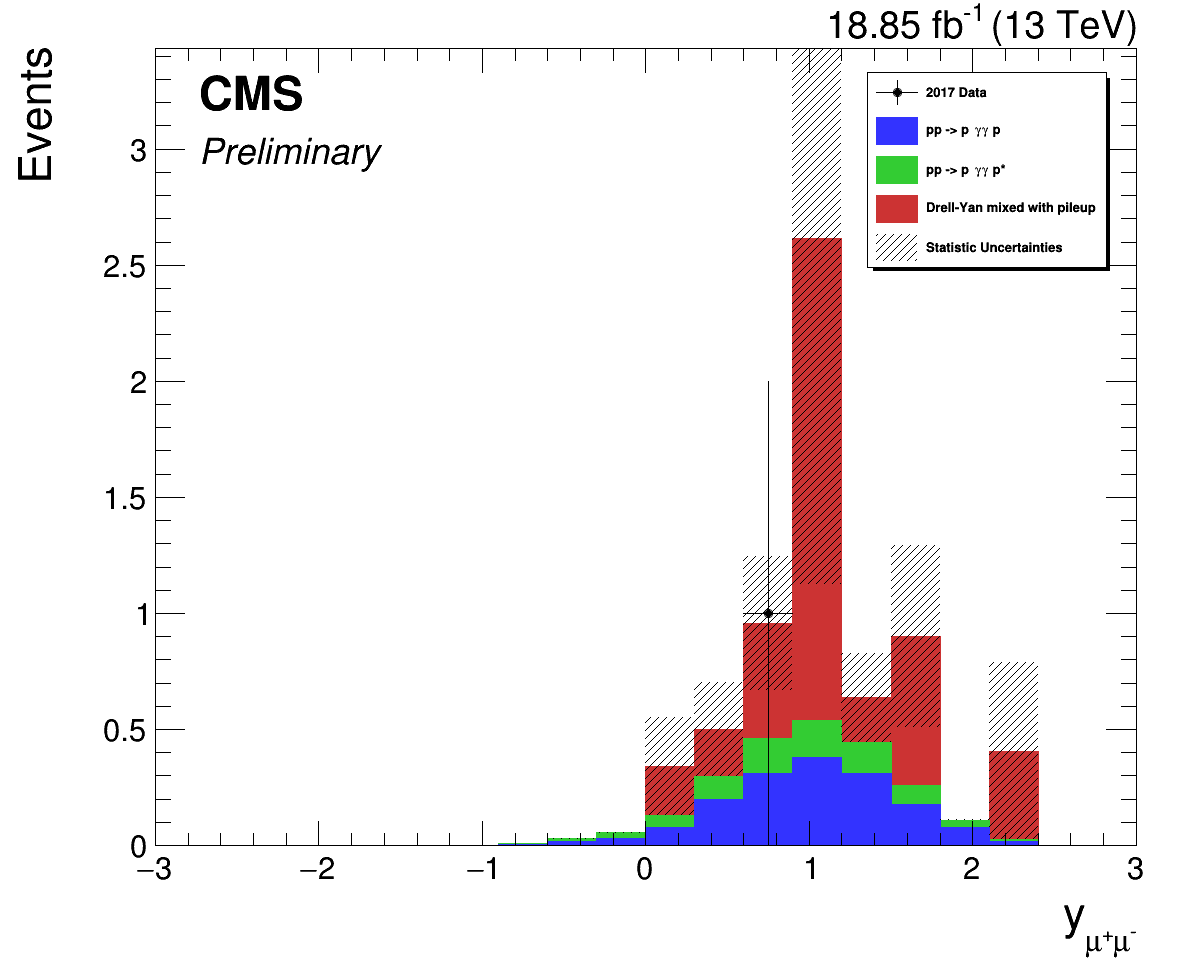 18.85 fb⁻¹ (13 TeV)
Events
CMS
Preliminary
2017 Data
pp -> p γγ p
pp -> p γγ p*
Drell-Yan mixed with pileup
Statistic Uncertainties
3
2.5
2
1.5
1
0.5
0
−3 −2 −1 0 1 2 3
y μ⁺μ⁻